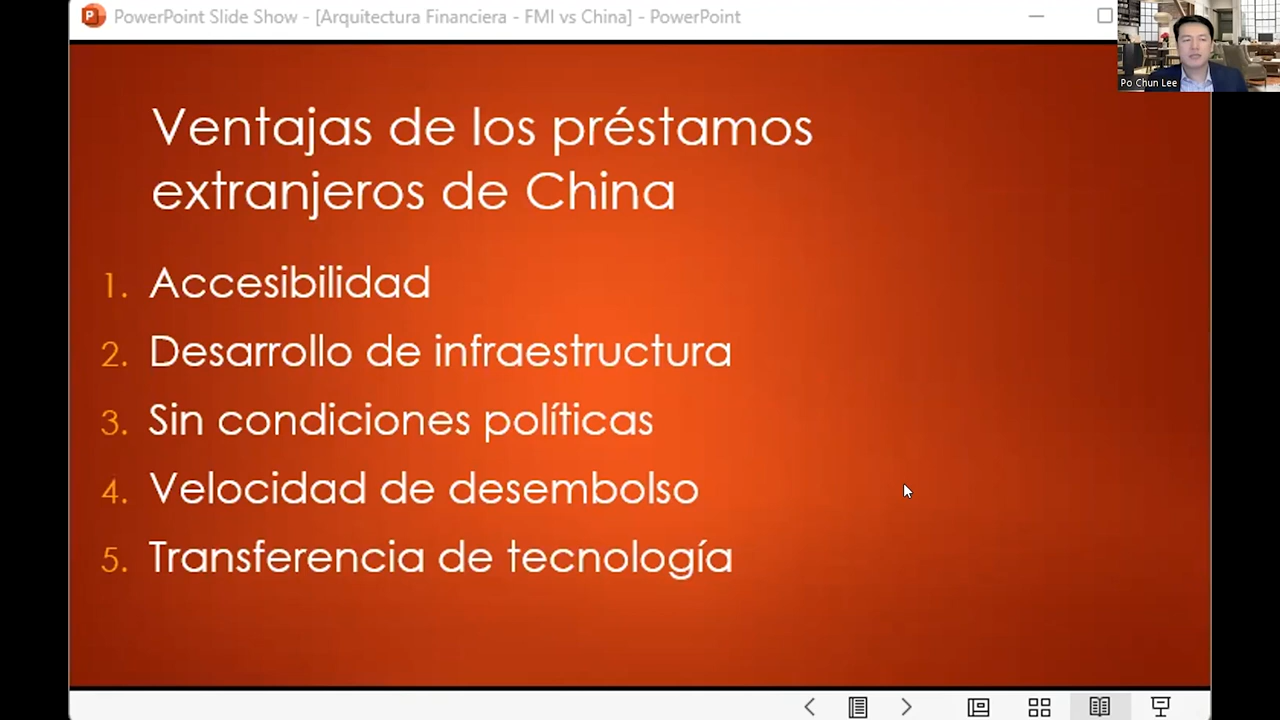 PowerPoint Slide Show - [Arquitectura Financiera - FMI vs China] - PowerPoint
Po Chun Lee
Ventajas de los préstamos
extranjeros de China
1. Accesibilidad
2. Desarrollo de infraestructura
3. Sin condiciones políticas
4. Velocidad de desembolso
5. Transferencia de tecnología